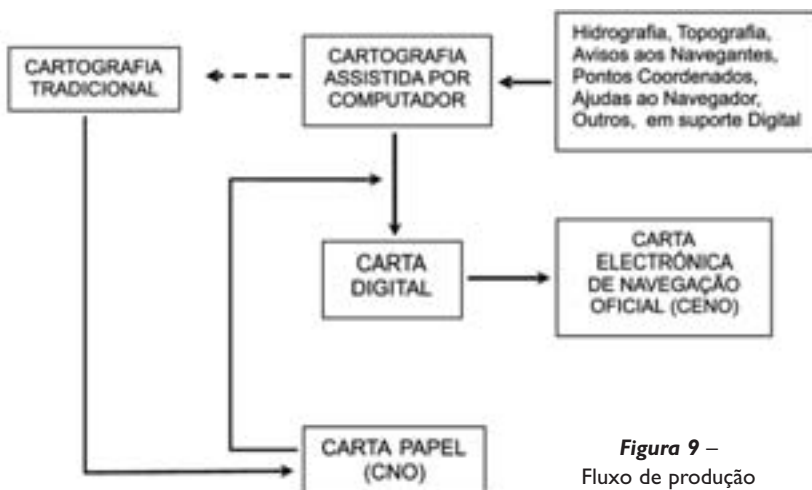 CARTOGRAFIA
TRADICIONAL
CARTOGRAFIA
ASSISTIDA POR
COMPUTADOR
Hidrografia, Topografia,
Avisos aos Navegantes,
Pontos Coordenados,
Ajudas ao Navegador,
Outros, em suporte Digital
CARTA
DIGITAL
CARTA
ELECTRÓNICA
DE NAVEGAÇÃO
OFICIAL (CENO)
CARTA PAPEL
(CNO)
Figura 9 –
Fluxo de produção